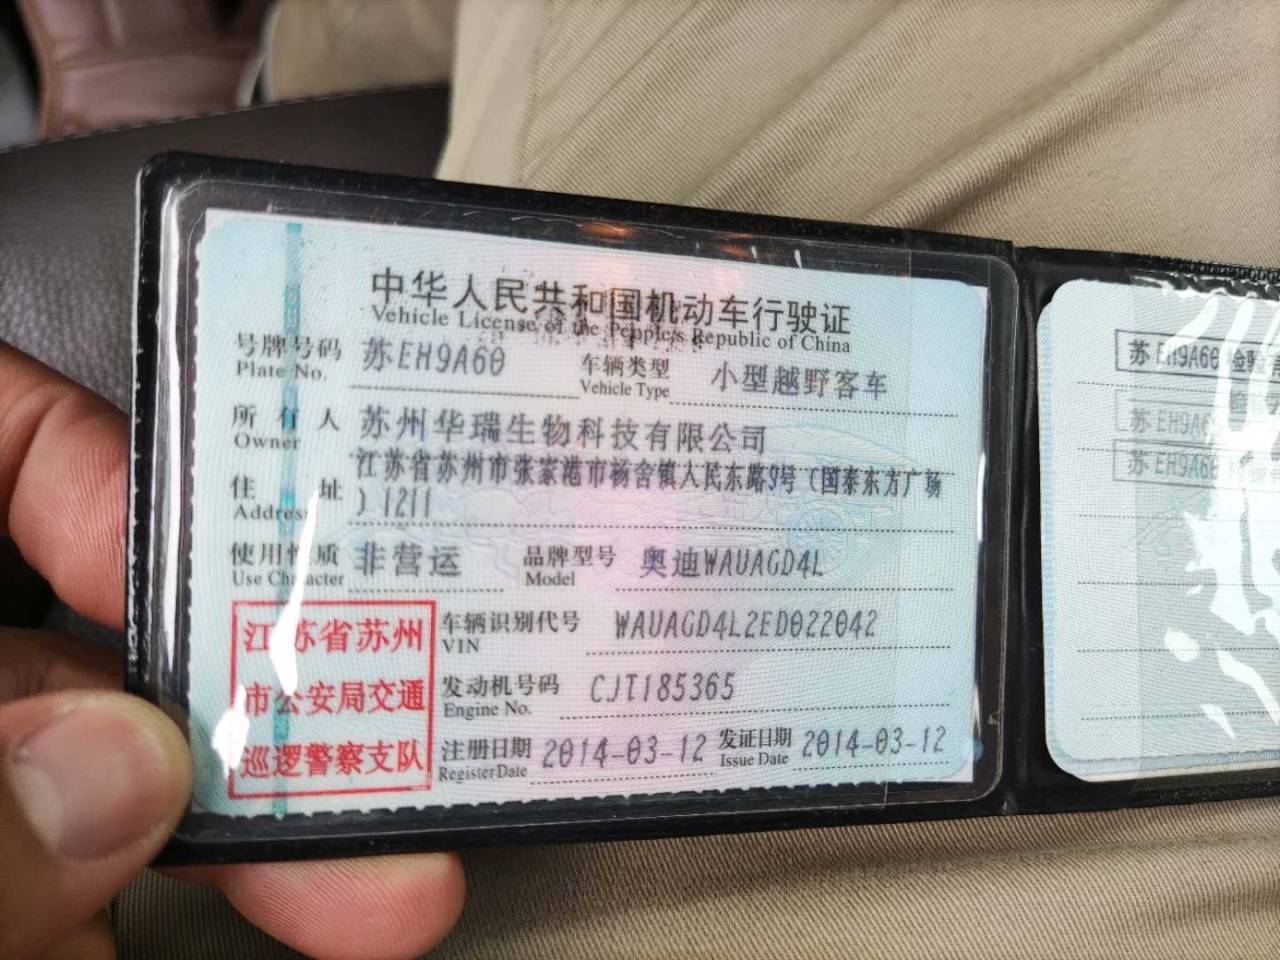 中华人民共和国机动车行驶证
Vehicle License of the People's Republic of China
号牌号码 苏EH9A60 车辆类型 小型越野客车
Plate No. Vehicle Type
所有人 苏州华瑞生物科技有限公司
Owner
住址 江苏省苏州市张家港市杨舍镇人民东路9号（国泰东方广场
Address ）1211
使用性质 非营运 品牌型号 奥迪WAUAGD4L
Use Character Model
江苏省苏州
市公安局交通
巡逻警察支队
车辆识别代号 WAUAGD4L2ED022042
VIN
发动机号码 CJT185365
Engine No.
注册日期 2014-03-12 发证日期 2014-03-12
Register Date Issue Date
苏EH9A60 检验
苏EH9A6 检验
苏EH9A60